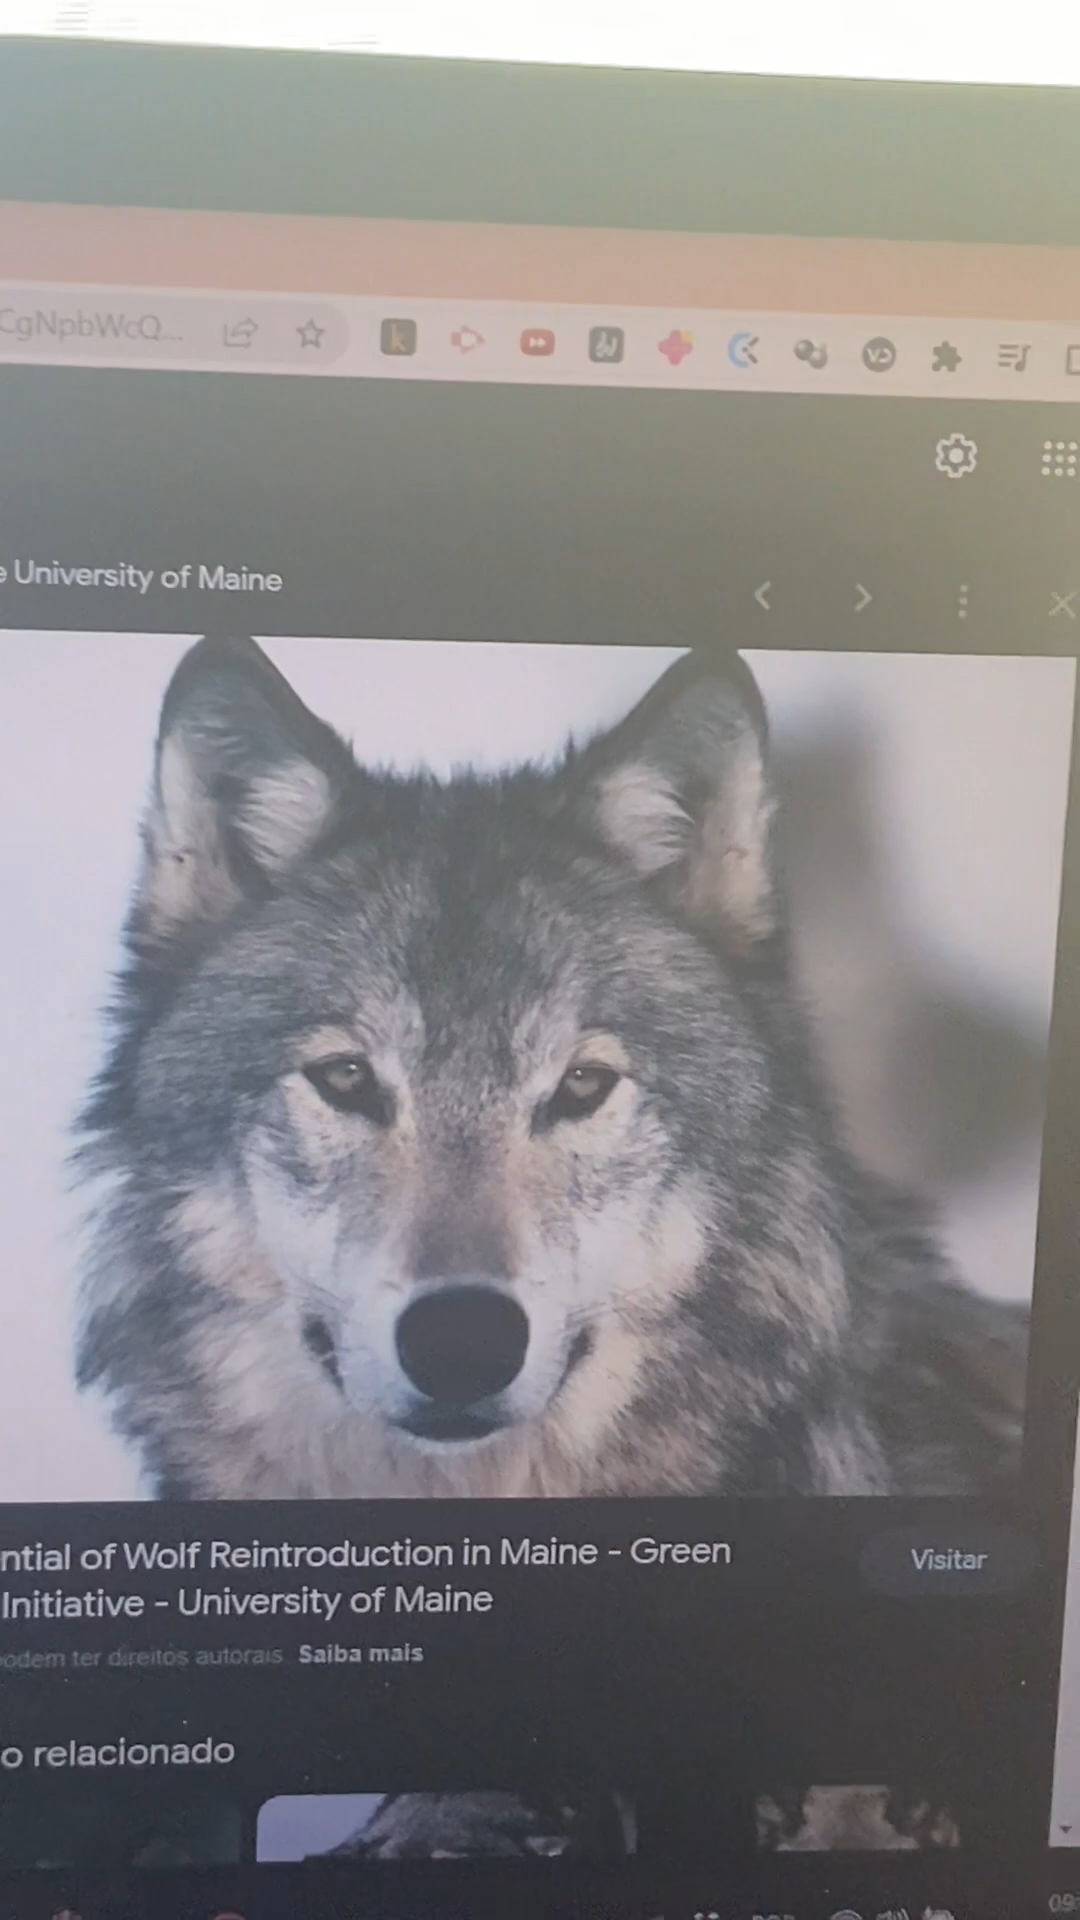 CgNpbWcQ...
University of Maine
ntial of Wolf Reintroduction in Maine - Green
Initiative - University of Maine
Visitar
odem ter direitos autorais Saiba mais
o relacionado